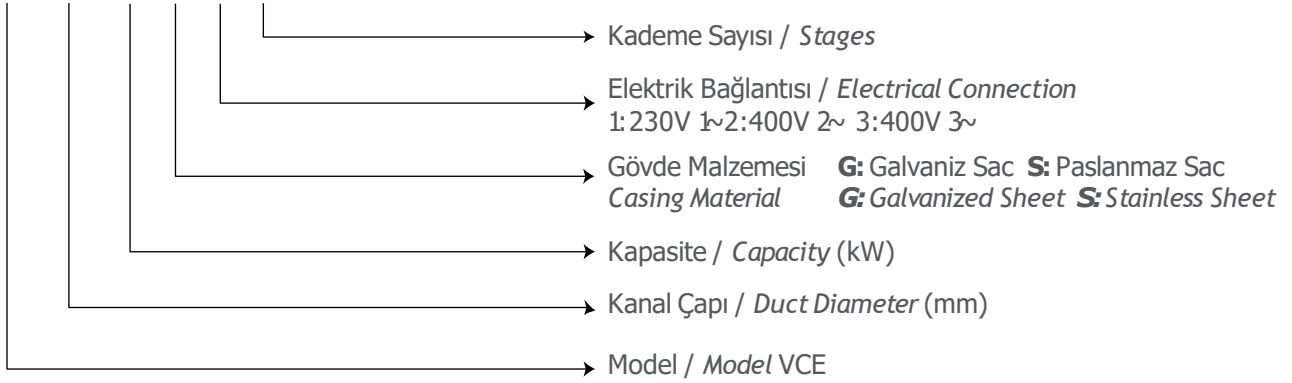 Kademe Sayısı / Stages
Elektrik Bağlantısı / Electrical Connection
1:230V 1~2:400V 2~ 3:400V 3~
Gövde Malzemesi G: Galvaniz Sac S: Paslanmaz Sac
Casing Material G: Galvanized Sheet S: Stainless Sheet
Kapasite / Capacity (kW)
Kanal Çapı / Duct Diameter (mm)
Model / Model VCE